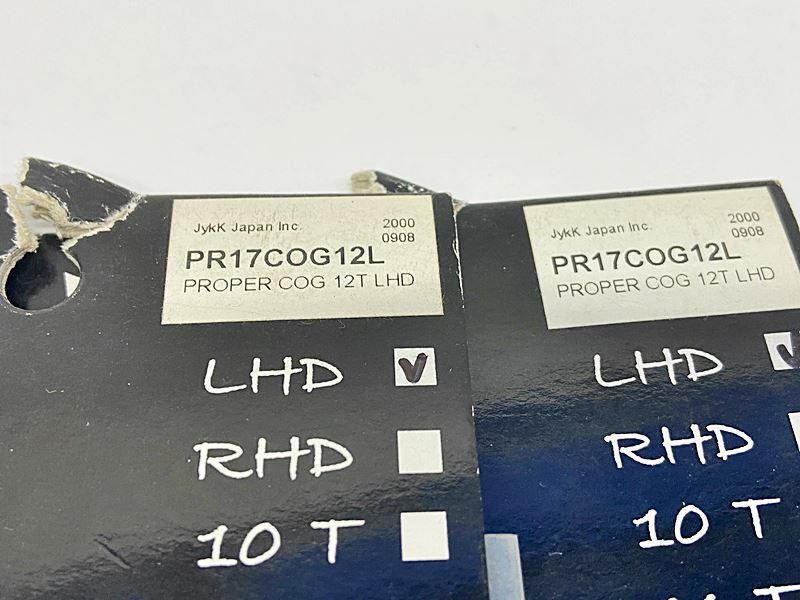 JykK Japan Inc.
2000
0908
PR17COG12L
PROPER COG 12T LHD
LHD
RHD
10 T
JykK Japan Inc.
2000
0908
PR17COG12L
PROPER COG 12T LHD
LHD
RHD
10 T